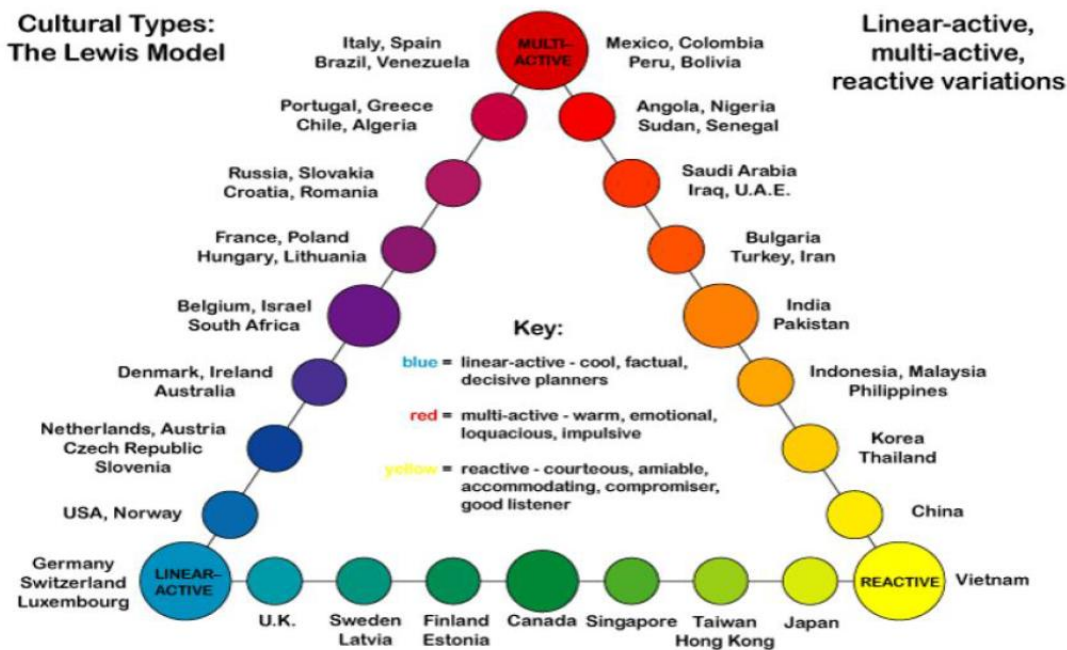 Cultural Types:
The Lewis Model
Linear-active,
multi-active,
reactive variations
MULTI-
ACTIVE
Italy, Spain
Brazil, Venezuela
Mexico, Colombia
Peru, Bolivia
Portugal, Greece
Chile, Algeria
Angola, Nigeria
Sudan, Senegal
Russia, Slovakia
Croatia, Romania
Saudi Arabia
Iraq, U.A.E.
France, Poland
Hungary, Lithuania
Bulgaria
Turkey, Iran
Belgium, Israel
South Africa
India
Pakistan
Key:
blue = linear-active - cool, factual,
decisive planners
red = multi-active - warm, emotional,
loquacious, impulsive
yellow = reactive - courteous, amiable,
accommodating, compromiser,
good listener
Denmark, Ireland
Australia
Indonesia, Malaysia
Philippines
Netherlands, Austria
Czech Republic
Slovenia
Korea
Thailand
USA, Norway
China
Germany
Switzerland
Luxembourg
LINEAR-
ACTIVE
REACTIVE
Vietnam
U.K.
Sweden
Latvia
Finland
Estonia
Canada
Singapore
Taiwan
Hong Kong
Japan